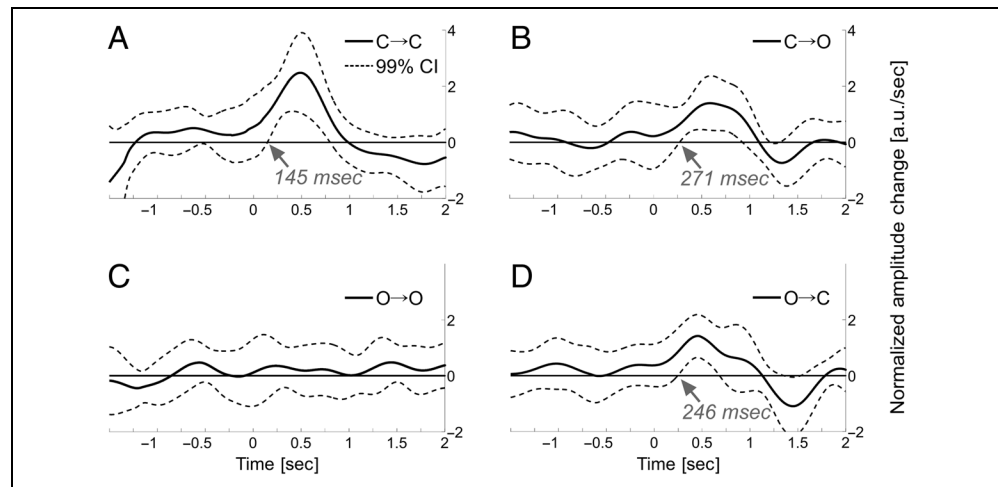 A
C→C
99% CI
4
2
0
−2
145 msec
−1 −0.5 0 0.5 1 1.5 2
B
C→O
4
2
0
−2
271 msec
−1 −0.5 0 0.5 1 1.5 2
C
O→O
2
0
−2
−1 −0.5 0 0.5 1 1.5 2
Time [sec]
D
O→C
2
0
−2
246 msec
−1 −0.5 0 0.5 1 1.5 2
Time [sec]
Normalized amplitude change [a.u./sec]